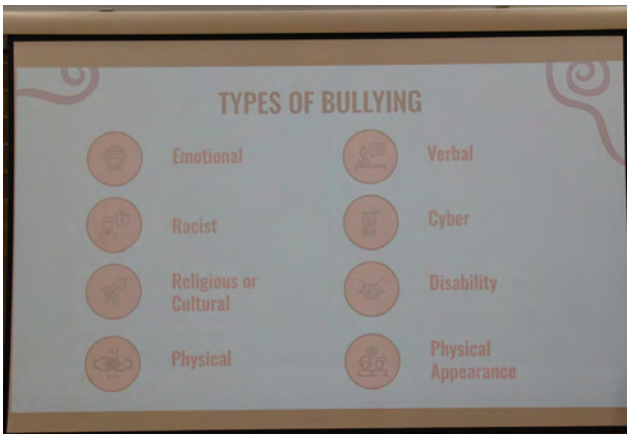 TYPES OF BULLYING
Emotional
Verbal
Racist
Cyber
Religious or
Cultural
Disability
Physical
Physical
Appearance